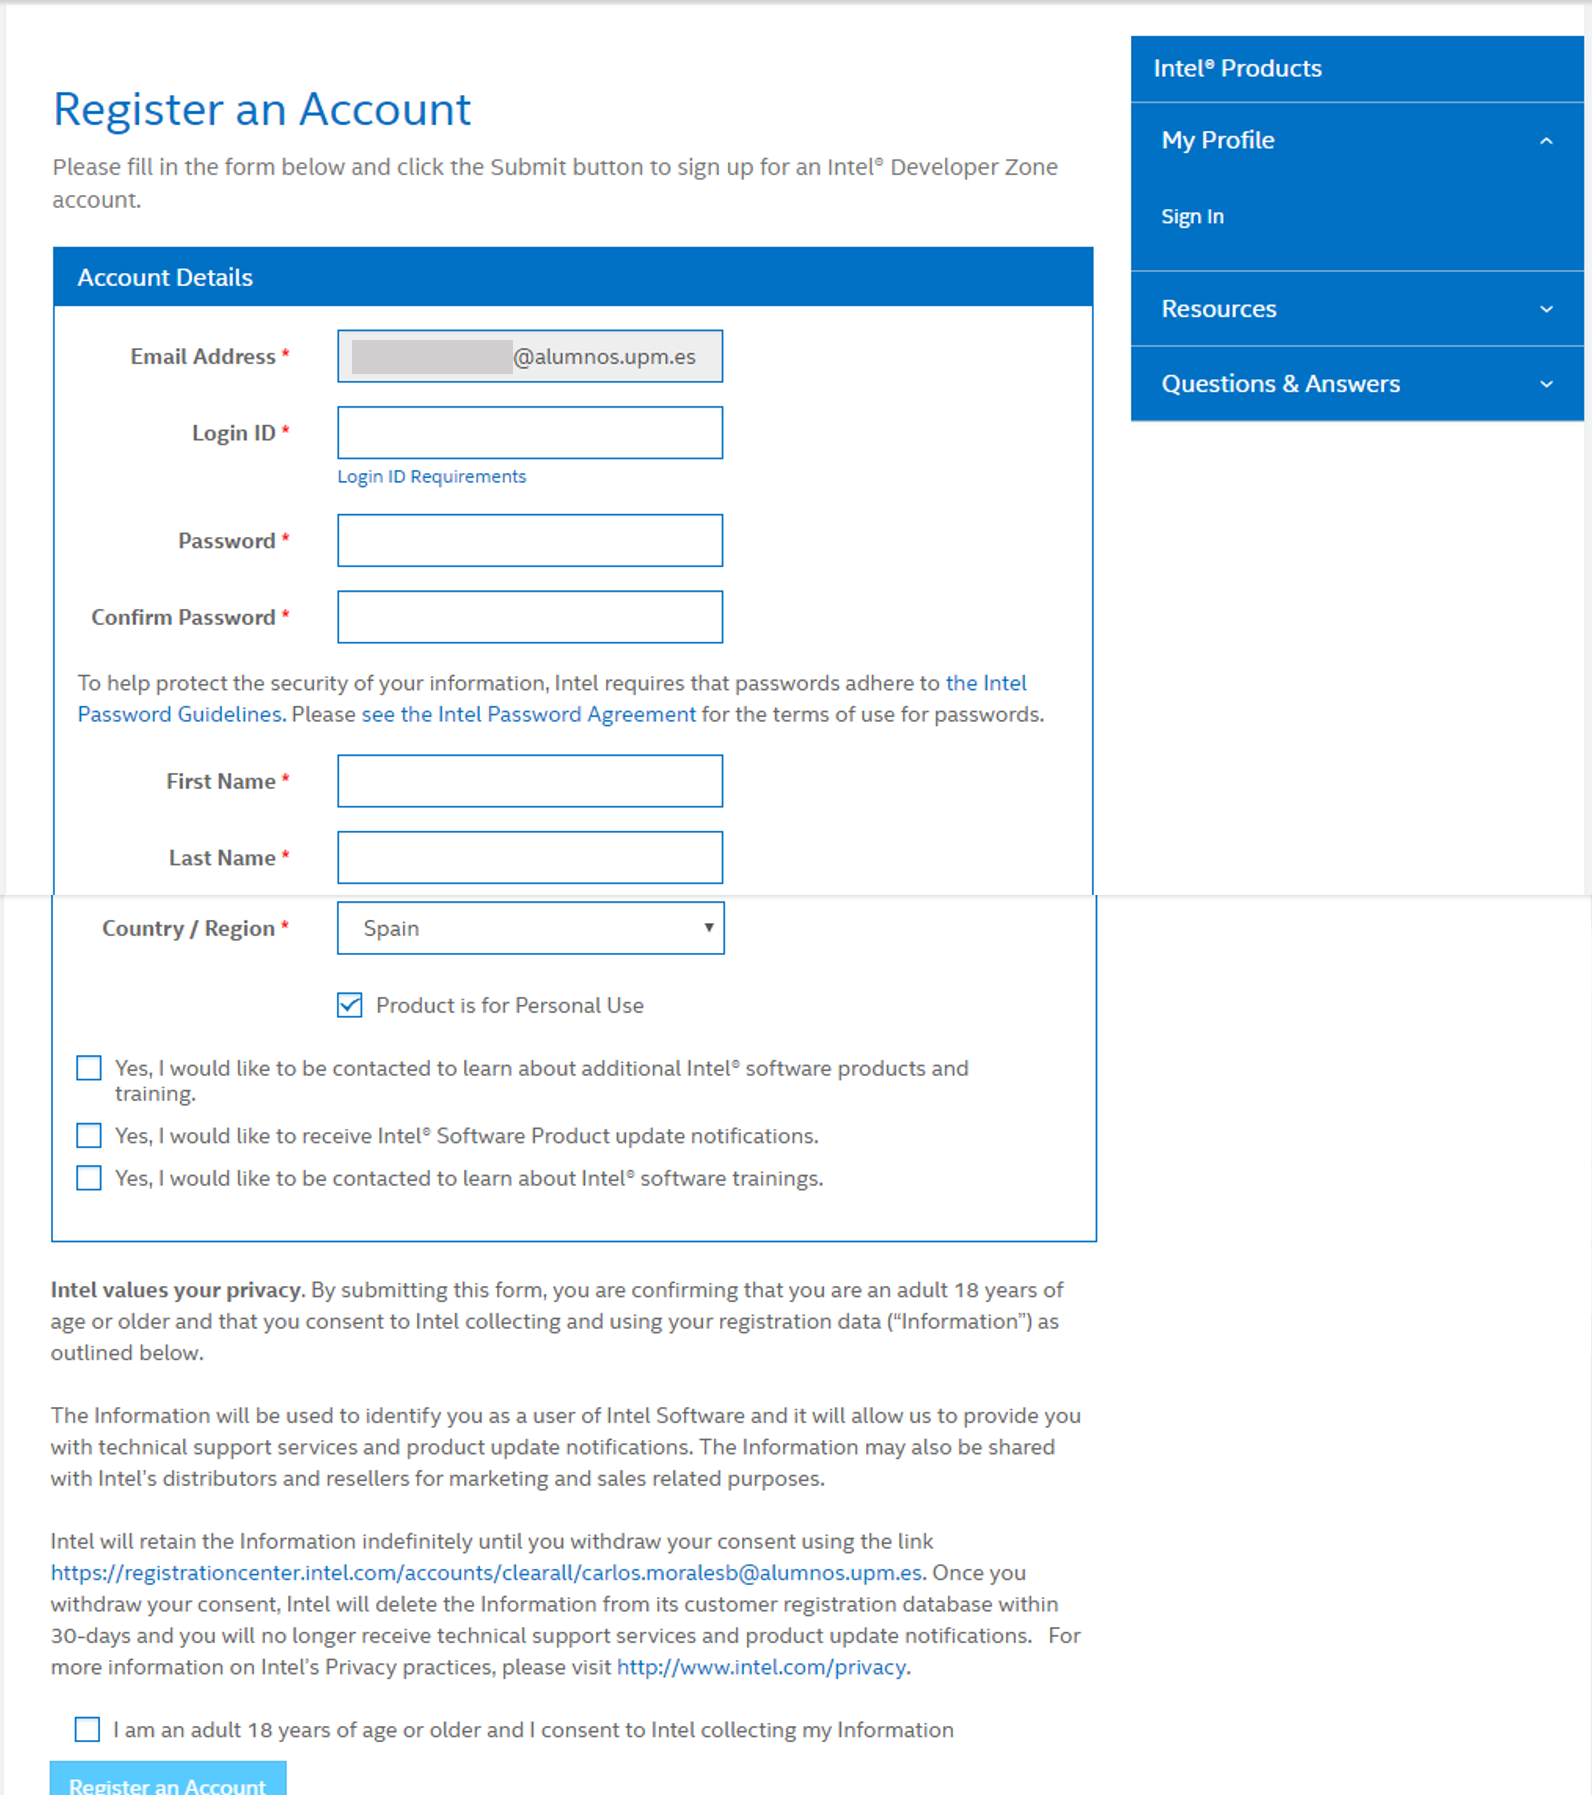 Register an Account
Please fill in the form below and click the Submit button to sign up for an Intel® Developer Zone
account.
Account Details
Email Address *
@alumnos.upm.es
Login ID *
Login ID Requirements
Password *
Confirm Password *
To help protect the security of your information, Intel requires that passwords adhere to the Intel
Password Guidelines. Please see the Intel Password Agreement for the terms of use for passwords.
First Name *
Last Name *
Country / Region *
Spain
Product is for Personal Use
Yes, I would like to be contacted to learn about additional Intel® software products and
training.
Yes, I would like to receive Intel® Software Product update notifications.
Yes, I would like to be contacted to learn about Intel® software trainings.
Intel values your privacy. By submitting this form, you are confirming that you are an adult 18 years of
age or older and that you consent to Intel collecting and using your registration data (“Information”) as
outlined below.
The Information will be used to identify you as a user of Intel Software and it will allow us to provide you
with technical support services and product update notifications. The Information may also be shared
with Intel's distributors and resellers for marketing and sales related purposes.
Intel will retain the Information indefinitely until you withdraw your consent using the link
https://registrationcenter.intel.com/accounts/clearall/carlos.moralesb@alumnos.upm.es. Once you
withdraw your consent, Intel will delete the Information from its customer registration database within
30-days and you will no longer receive technical support services and product update notifications. For
more information on Intel’s Privacy practices, please visit http://www.intel.com/privacy.
I am an adult 18 years of age or older and I consent to Intel collecting my Information
Register an Account
Intel® Products
My Profile
Sign In
Resources
Questions & Answers